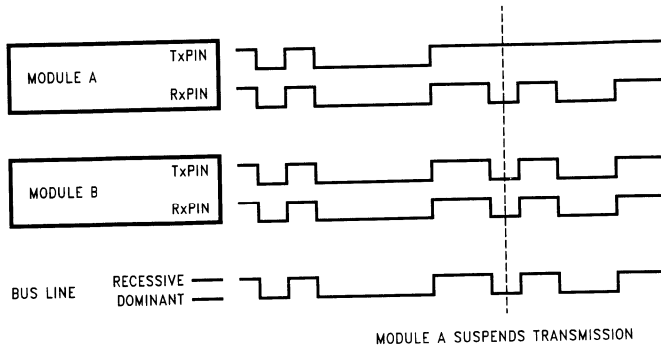 TxPIN
MODULE A
RxPIN
TxPIN
MODULE B
RxPIN
BUS LINE
RECESSIVE
DOMINANT
MODULE A SUSPENDS TRANSMISSION